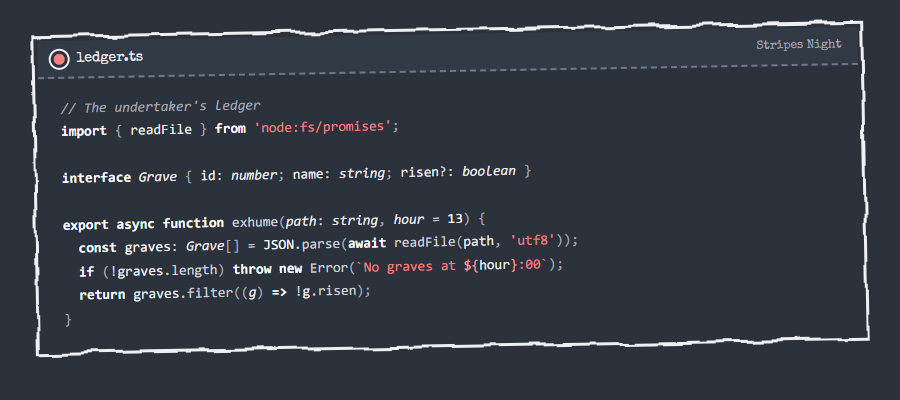 ledger.ts
Stripes Night
// The undertaker's ledger
import { readFile } from 'node:fs/promises';
interface Grave { id: number; name: string; risen?: boolean }
export async function exhume(path: string, hour = 13) {
  const graves: Grave[] = JSON.parse(await readFile(path, 'utf8'));
  if (!graves.length) throw new Error(`No graves at ${hour}:00`);
  return graves.filter((g) => !g.risen);
}